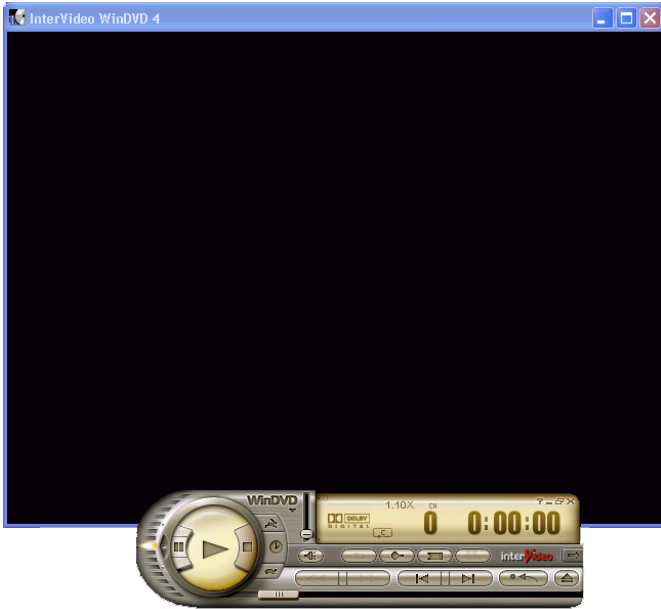 InterVideo WinDVD 4
WinDVD
1.10X CH ?
DOLBY 0 0:00:00
DIGITAL C
interVideo